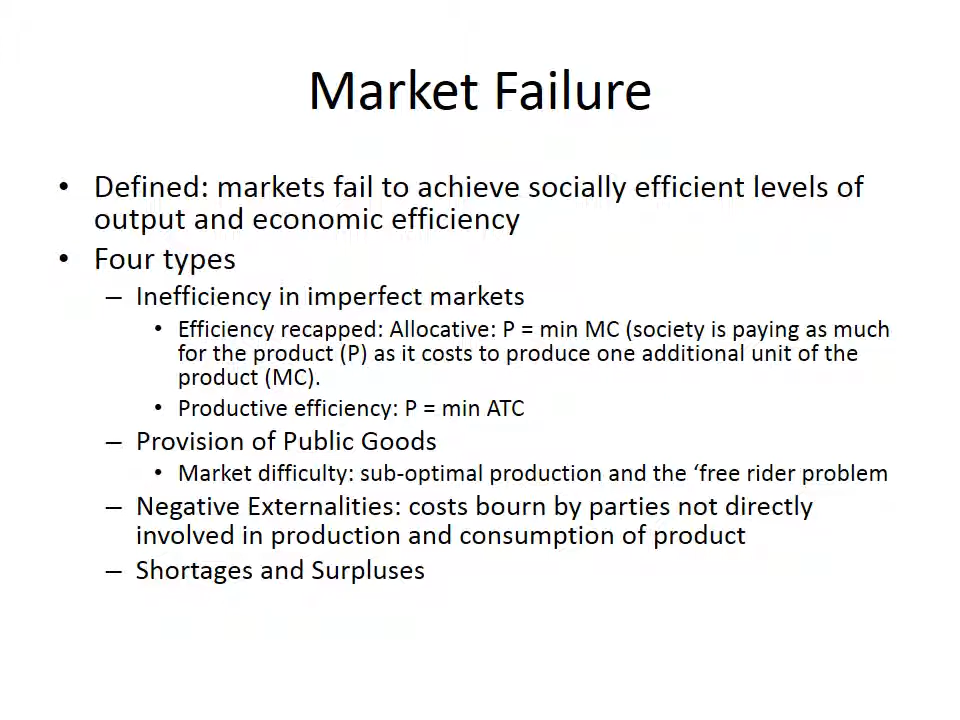 Market Failure
• Defined: markets fail to achieve socially efficient levels of
output and economic efficiency
• Four types
– Inefficiency in imperfect markets
• Efficiency recapped: Allocative: P = min MC (society is paying as much
for the product (P) as it costs to produce one additional unit of the
product (MC).
• Productive efficiency: P = min ATC
– Provision of Public Goods
• Market difficulty: sub-optimal production and the ‘free rider problem
– Negative Externalities: costs bourn by parties not directly
involved in production and consumption of product
– Shortages and Surpluses